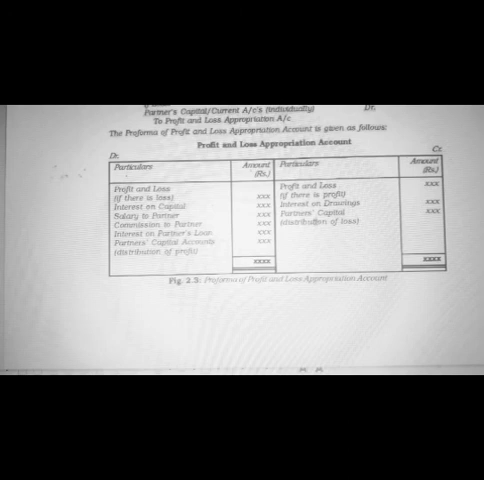 Partner's Capital/Current A/c's (individually) Dr.
To Profit and Loss Appropriation A/c
The Proforma of Profit and Loss Appropriation Account is given as follows:
Profit and Loss Appropriation Account
Dr. Cr.
Particulars Amount (Rs.) Particulars Amount (Rs.)
Profit and Loss Profit and Loss xxx
(if there is loss) xxx (if there is profit)
Interest on Capital xxx Interest on Drawings xxx
Salary to Partner xxx Partners' Capital xxx
Commission to Partner xxx (distribution of loss)
Interest on Partner's Loan xxx
Partners' Capital Accounts xxx
(distribution of profit)
xxxx xxxx
Fig. 2.5: Proforma of Profit and Loss Appropriation Account